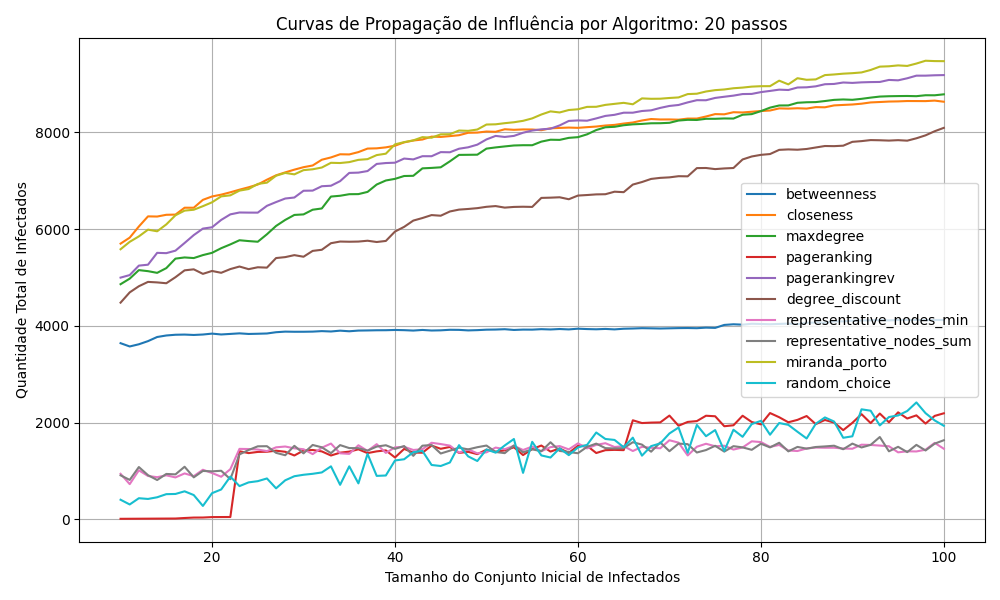 Curvas de Propagação de Influência por Algoritmo: 20 passos
Quantidade Total de Infectados
8000
6000
4000
2000
0
betweenness
closeness
maxdegree
pageranking
pagerankingrev
degree_discount
representative_nodes_min
representative_nodes_sum
miranda_porto
random_choice
20
40
60
80
100
Tamanho do Conjunto Inicial de Infectados